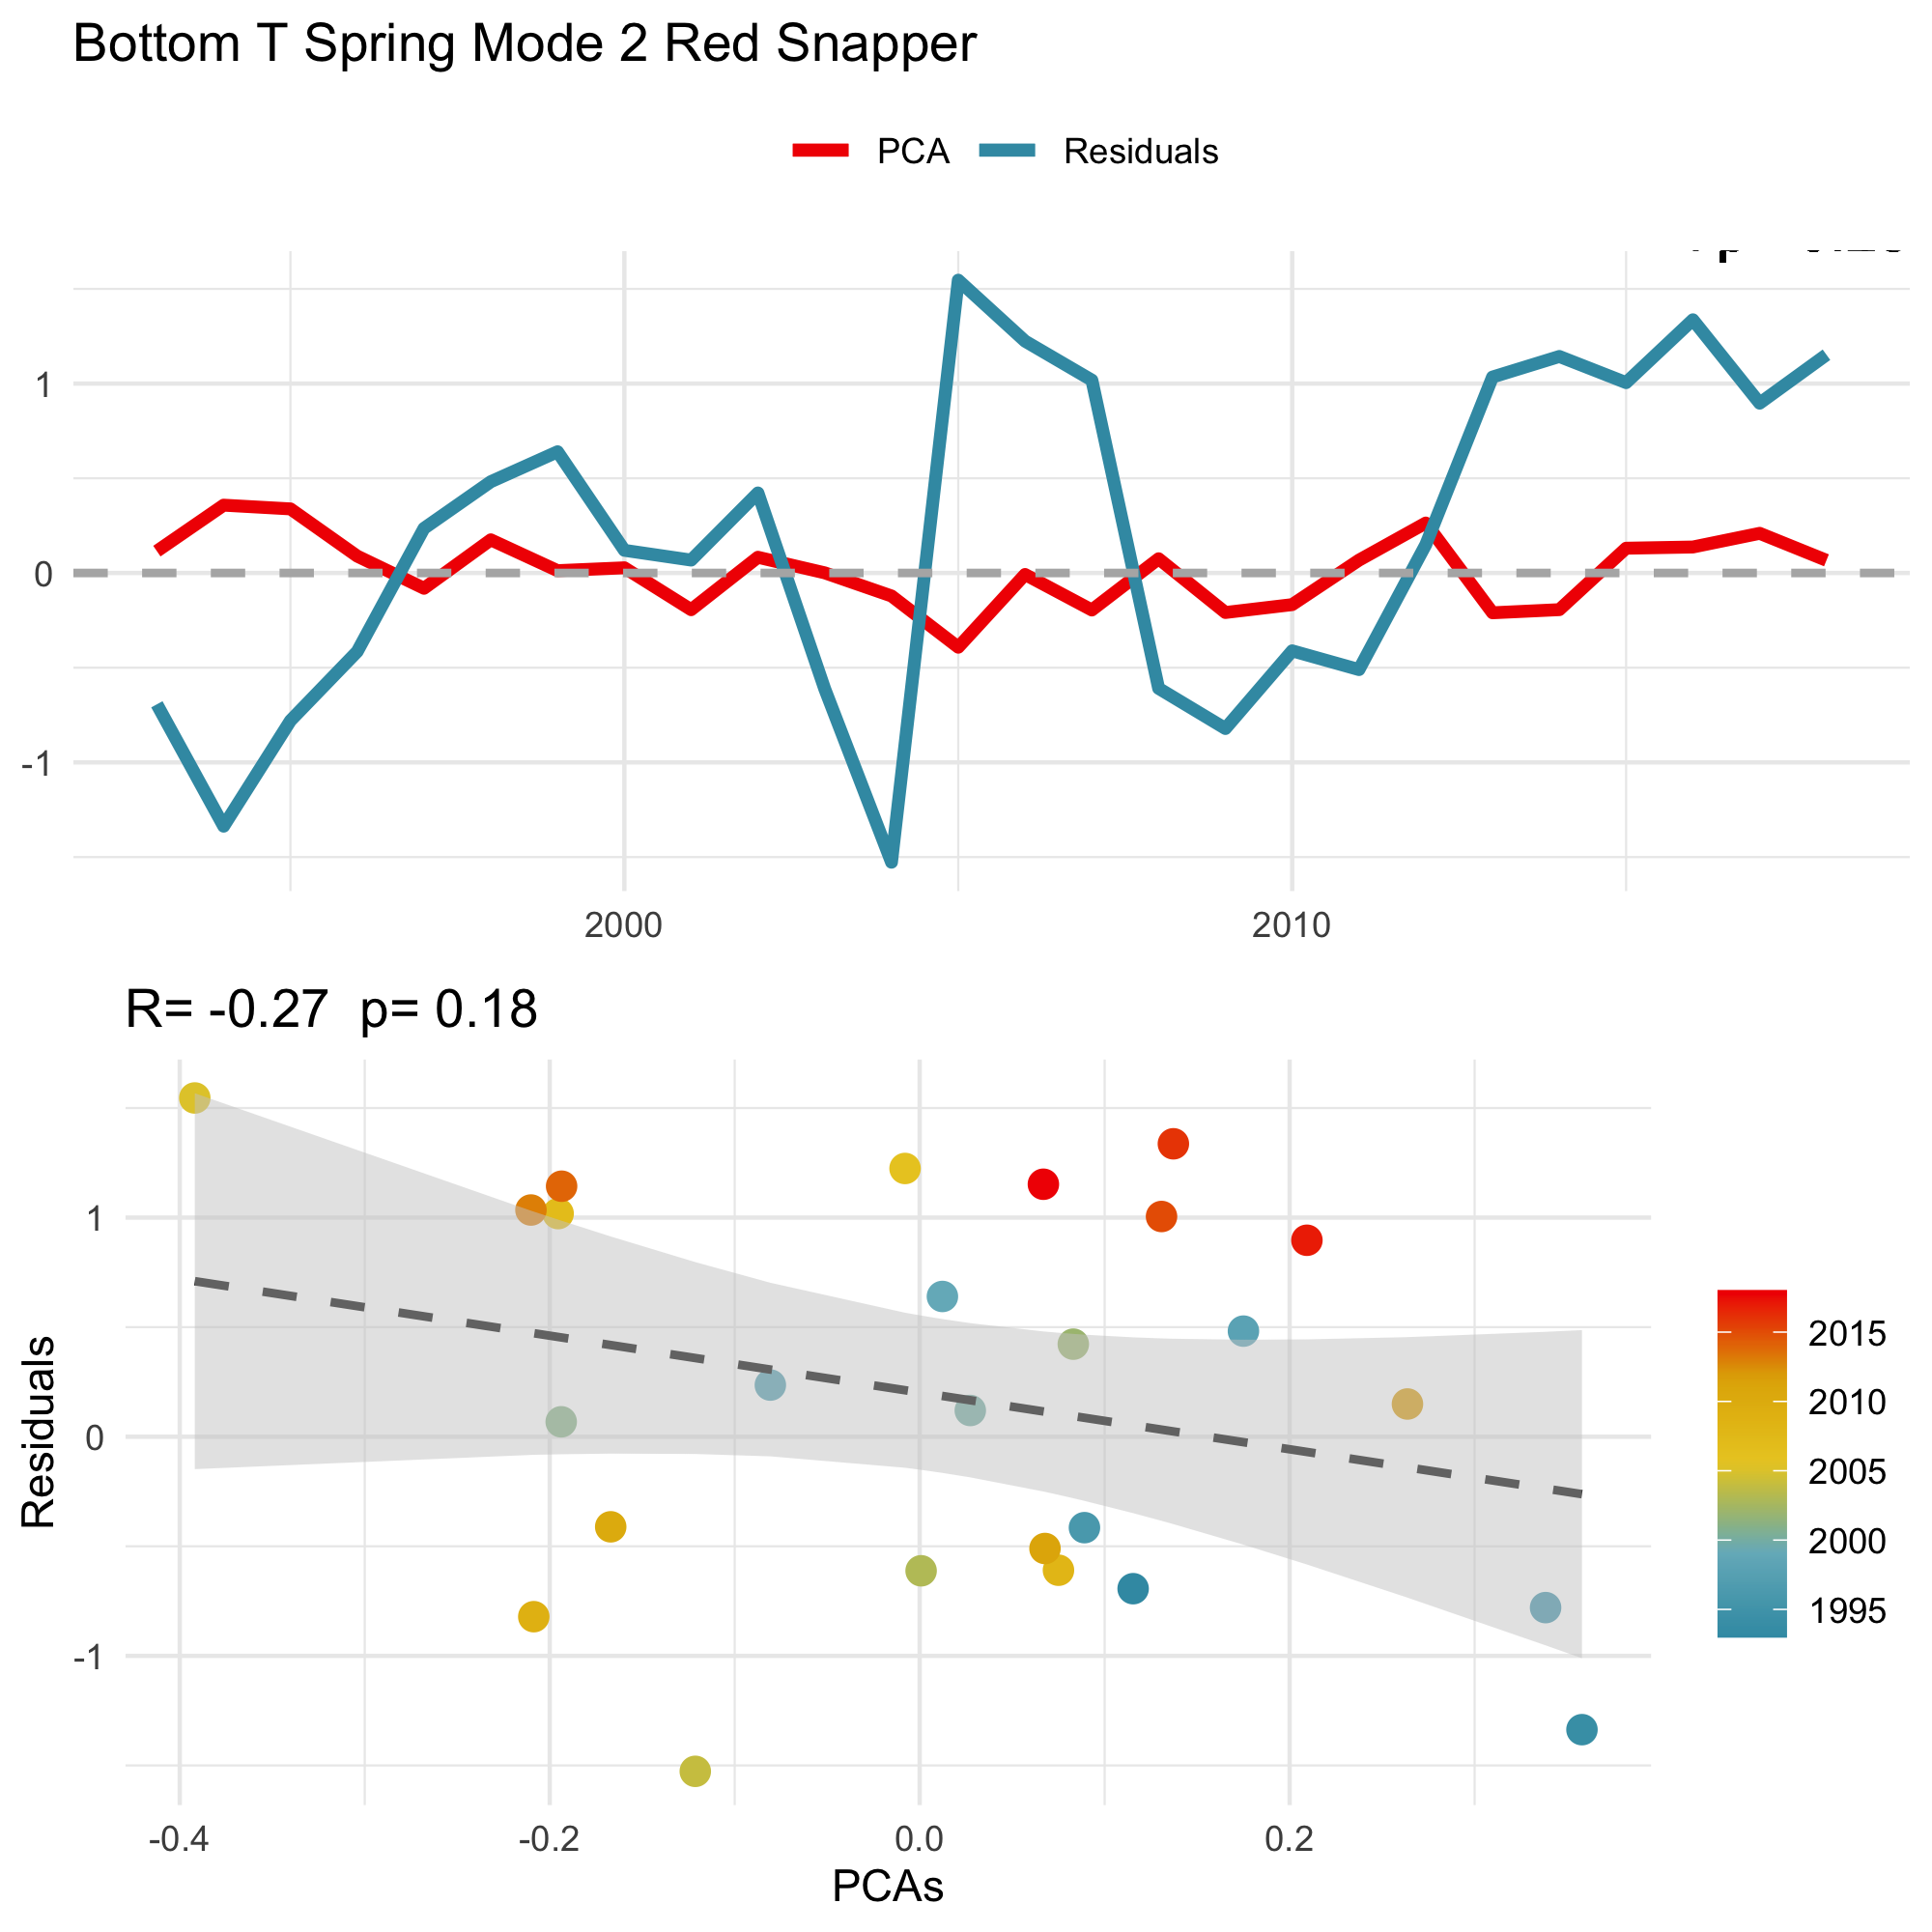 Bottom T Spring Mode 2 Red Snapper
PCA Residuals
1
0
-1
2000 2010
R= -0.27 p= 0.18
Residuals
1
0
-1
-0.4 -0.2 0.0 0.2
PCAs
2015
2010
2005
2000
1995